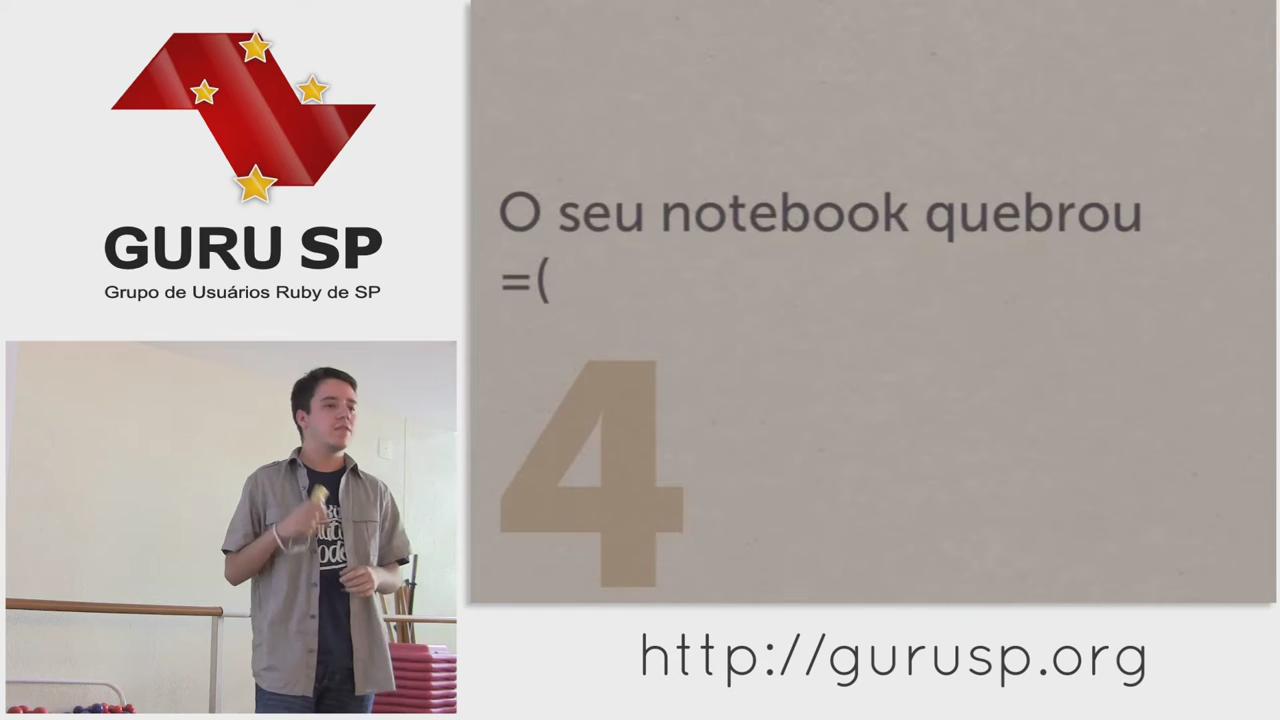 GURU SP
Grupo de Usuários Ruby de SP
O seu notebook quebrou
=(
4
http://gurusp.org